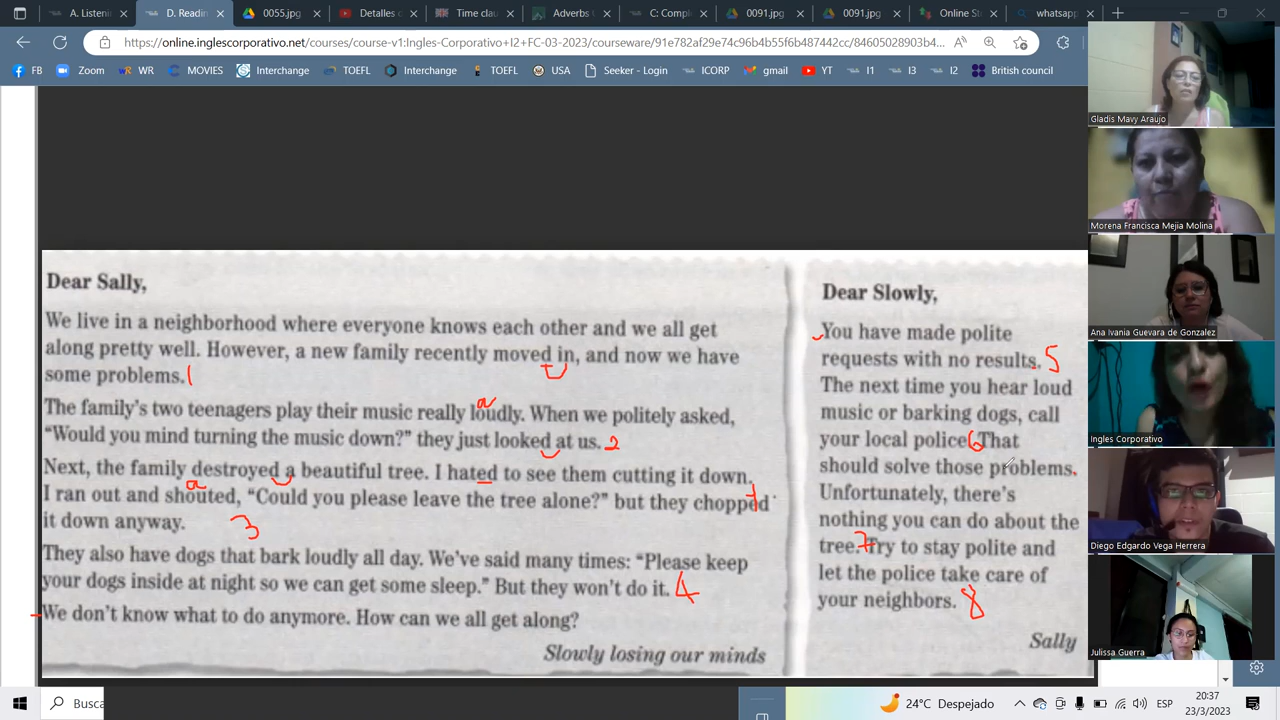 A. Listenin
D. Readin
0055.jpg
Detalles d
Time clau
Adverbs C
C: Compl
0091.jpg
0091.jpg
Online St
whatsapp
https://online.inglescorporativo.net/courses/course-v1:Ingles-Corporativo+I2+FC-03-2023/courseware/91e782af29e74c96b4b55f6b487442cc/84605028903b4...
FB
Zoom
WR
MOVIES
Interchange
TOEFL
Interchange
TOEFL
USA
Seeker - Login
ICORP
gmail
YT
I1
I3
I2
British council
Dear Sally,
We live in a neighborhood where everyone knows each other and we all get
along pretty well. However, a new family recently moved in, and now we have
some problems. 1
a
The family's two teenagers play their music really loudly. When we politely asked,
"Would you mind turning the music down?" they just looked at us. 2
Next, the family destroyed a beautiful tree. I hated to see them cutting it down.
a
I ran out and shouted, "Could you please leave the tree alone?" but they chopped t
it down anyway. 3
They also have dogs that bark loudly all day. We've said many times: "Please keep
your dogs inside at night so we can get some sleep." But they won't do it. 4
We don't know what to do anymore. How can we all get along?
Slowly losing our minds
Dear Slowly,
You have made polite
requests with no results. 5
The next time you hear loud
music or barking dogs, call
your local police. 6 That
should solve those problems.
Unfortunately, there's
nothing you can do about the
tree. 7 Try to stay polite and
let the police take care of
your neighbors. 8
Sally
Gladis Mavy Araujo
Morena Francisca Mejia Molina
Ana Ivania Guevara de Gonzalez
Ingles Corporativo
Diego Edgardo Vega Herrera
Julissa Guerra
Busca
24°C Despejado
ESP
20:37
23/3/2023